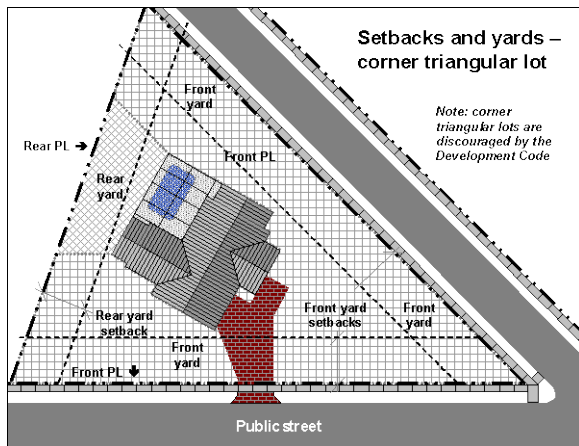 Setbacks and yards –
corner triangular lot
Note: corner
triangular lots are
discouraged by the
Development Code
Front
yard
Rear PL
Front PL
Rear
yard
Rear yard
setback
Front yard
setbacks
Front
yard
Front
yard
Front PL
Public street